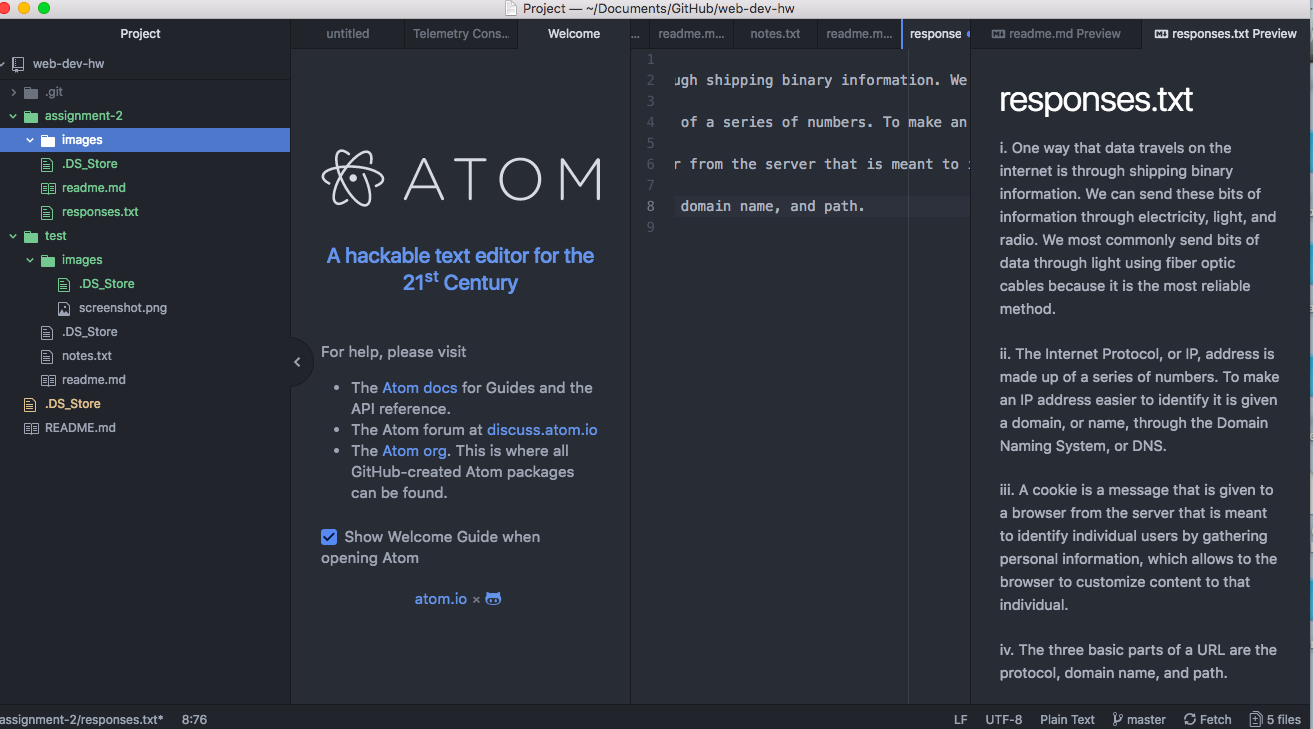 Project — ~/Documents/GitHub/web-dev-hw
Project
web-dev-hw
.git
assignment-2
images
.DS_Store
readme.md
responses.txt
test
images
.DS_Store
screenshot.png
.DS_Store
notes.txt
readme.md
.DS_Store
README.md
untitled
Telemetry Cons...
Welcome
ATOM
A hackable text editor for the
21st Century
For help, please visit
• The Atom docs for Guides and the
API reference.
• The Atom forum at discuss.atom.io
• The Atom org. This is where all
GitHub-created Atom packages
can be found.
Show Welcome Guide when
opening Atom
atom.io ×
...
readme.m...
notes.txt
readme.m...
response
1
2 ugh shipping binary information. We
3
4 of a series of numbers. To make an
5
6 r from the server that is meant to
7
8 domain name, and path.
9
readme.md Preview
responses.txt Preview
responses.txt
i. One way that data travels on the
internet is through shipping binary
information. We can send these bits of
information through electricity, light, and
radio. We most commonly send bits of
data through light using fiber optic
cables because it is the most reliable
method.
ii. The Internet Protocol, or IP, address is
made up of a series of numbers. To make
an IP address easier to identify it is given
a domain, or name, through the Domain
Naming System, or DNS.
iii. A cookie is a message that is given to
a browser from the server that is meant
to identify individual users by gathering
personal information, which allows to the
browser to customize content to that
individual.
iv. The three basic parts of a URL are the
protocol, domain name, and path.
assignment-2/responses.txt* 8:76
LF UTF-8 Plain Text master Fetch 5 files